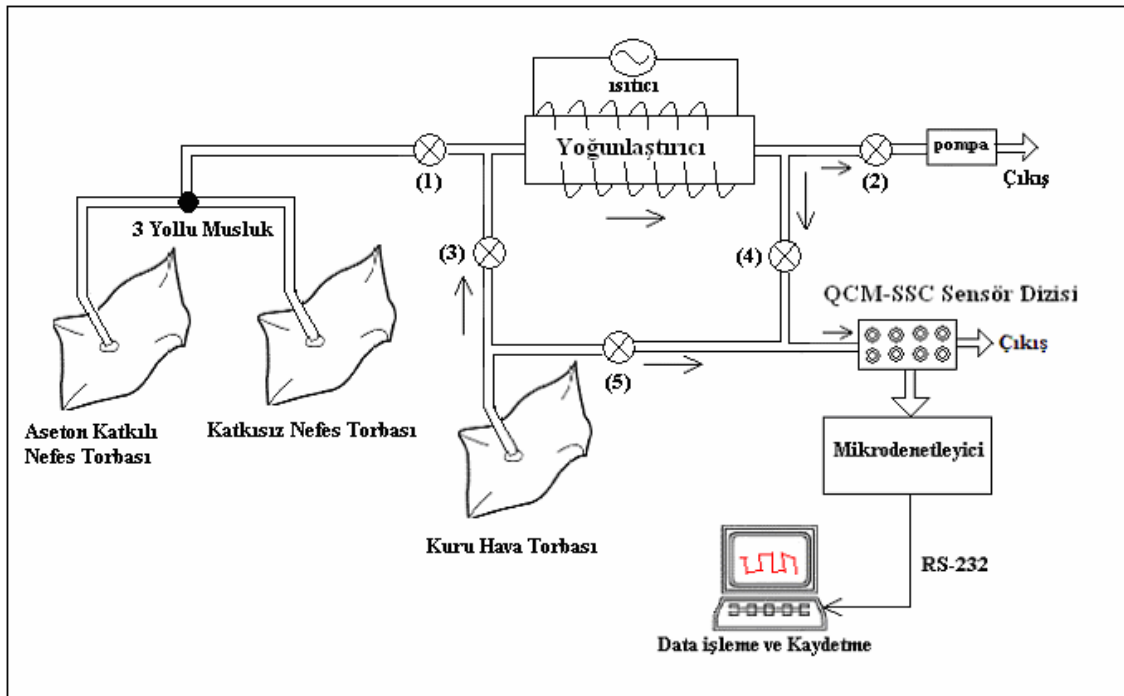 ısıtıcı
Yoğunlaştırıcı
(1)
(2)
pompa
Çıkış
3 Yollu Musluk
(3)
(4)
QCM-SSC Sensör Dizisi
Çıkış
(5)
Aseton Katkılı
Nefes Torbası
Katkısız Nefes Torbası
Mikrodenetleyici
Kuru Hava Torbası
RS-232
Data işleme ve Kaydetme